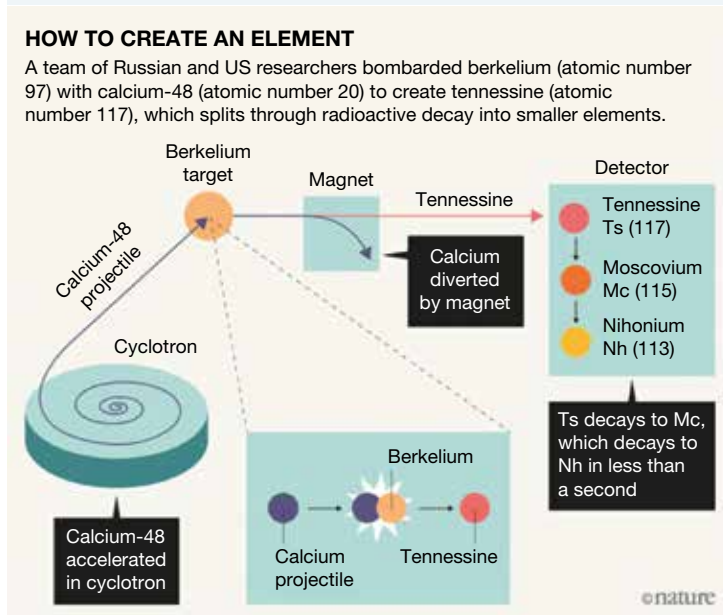 HOW TO CREATE AN ELEMENT
A team of Russian and US researchers bombarded berkelium (atomic number
97) with calcium-48 (atomic number 20) to create tennessine (atomic
number 117), which splits through radioactive decay into smaller elements.
Berkelium
target
Magnet
Tennessine
Detector
Calcium-48
projectile
Calcium
diverted
by magnet
Tennessine
Ts (117)
Moscovium
Mc (115)
Nihonium
Nh (113)
Cyclotron
Ts decays to Mc,
which decays to
Nh in less than
a second
Berkelium
Calcium
projectile
Tennessine
Calcium-48
accelerated
in cyclotron
©nature